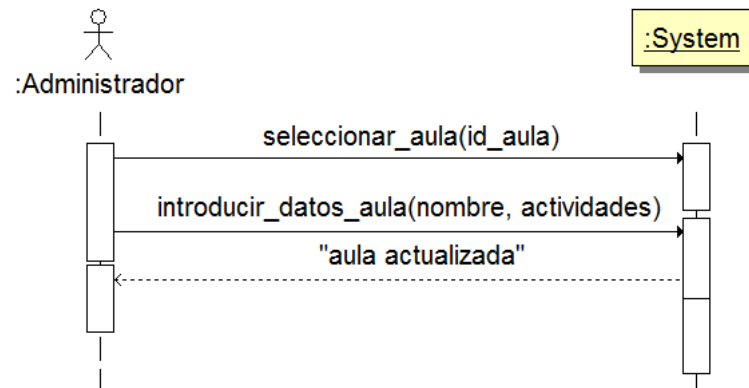 :System
:Administrador
seleccionar_aula(id_aula)
introducir_datos_aula(nombre, actividades)
"aula actualizada"